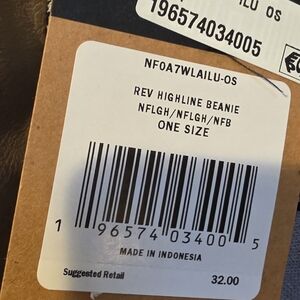 ILU OS
196574034005
NF0A7WLAILU-OS
REV HIGHLINE BEANIE
NFLGH/NFLGH/NFB
ONE SIZE
1 96574 03400 5
MADE IN INDONESIA
Suggested Retail 32.00